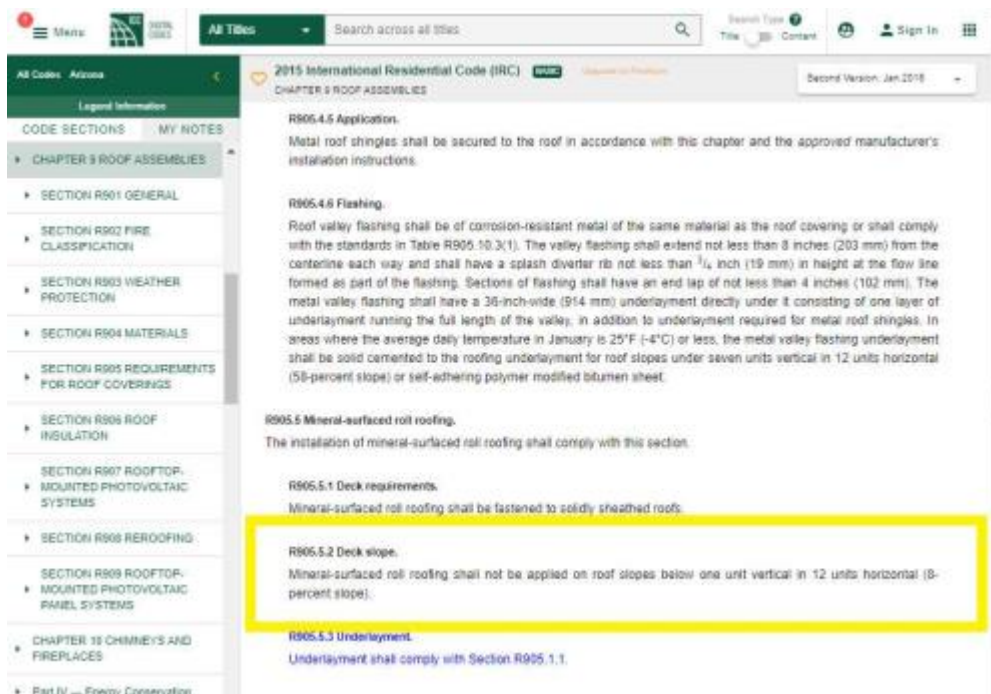 Menu
ICC
DIGITAL
CODES
All Titles
Search across all titles
Search Type
Title
Content
Sign In
All Codes Arizona
Legend Information
CODE SECTIONS
MY NOTES
CHAPTER 9 ROOF ASSEMBLIES
SECTION R901 GENERAL
SECTION R902 FIRE
CLASSIFICATION
SECTION R903 WEATHER
PROTECTION
SECTION R904 MATERIALS
SECTION R905 REQUIREMENTS
FOR ROOF COVERINGS
SECTION R906 ROOF
INSULATION
SECTION R907 ROOFTOP-
MOUNTED PHOTOVOLTAIC
SYSTEMS
SECTION R908 REROOFING
SECTION R909 ROOFTOP-
MOUNTED PHOTOVOLTAIC
PANEL SYSTEMS
CHAPTER 10 CHIMNEYS AND
FIREPLACES
Part IV — Energy Conservation
2015 International Residential Code (IRC)
BASIC
Upgrade to Premium
CHAPTER 9 ROOF ASSEMBLIES
Second Version: Jan 2016
R905.4.5 Application.
Metal roof shingles shall be secured to the roof in accordance with this chapter and the approved manufacturer's
installation instructions.
R905.4.6 Flashing.
Roof valley flashing shall be of corrosion-resistant metal of the same material as the roof covering or shall comply
with the standards in Table R905.10.3(1). The valley flashing shall extend not less than 8 inches (203 mm) from the
centerline each way and shall have a splash diverter rib not less than 3/4 inch (19 mm) in height at the flow line
formed as part of the flashing. Sections of flashing shall have an end lap of not less than 4 inches (102 mm). The
metal valley flashing shall have a 36-inch-wide (914 mm) underlayment directly under it consisting of one layer of
underlayment running the full length of the valley, in addition to underlayment required for metal roof shingles. In
areas where the average daily temperature in January is 25°F (-4°C) or less, the metal valley flashing underlayment
shall be solid cemented to the roofing underlayment for roof slopes under seven units vertical in 12 units horizontal
(58-percent slope) or self-adhering polymer modified bitumen sheet.
R905.5 Mineral-surfaced roll roofing.
The installation of mineral-surfaced roll roofing shall comply with this section.
R905.5.1 Deck requirements.
Mineral-surfaced roll roofing shall be fastened to solidly sheathed roofs.
R905.5.2 Deck slope.
Mineral-surfaced roll roofing shall not be applied on roof slopes below one unit vertical in 12 units horizontal (8-
percent slope).
R905.5.3 Underlayment.
Underlayment shall comply with Section R905.1.1.